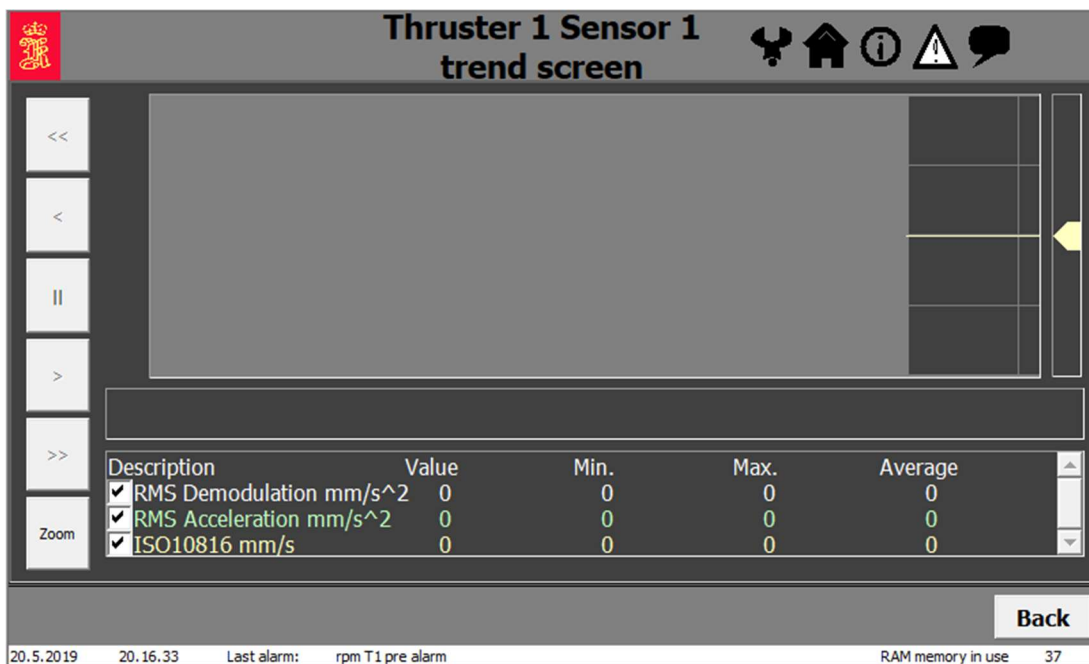 Thruster 1 Sensor 1
trend screen
<<
<
||
>
>>
Zoom
Description Value Min. Max. Average
RMS Demodulation mm/s^2 0 0 0 0
RMS Acceleration mm/s^2 0 0 0 0
ISO10816 mm/s 0 0 0 0
Back
20.5.2019 20.16.33 Last alarm: rpm T1 pre alarm RAM memory in use 37